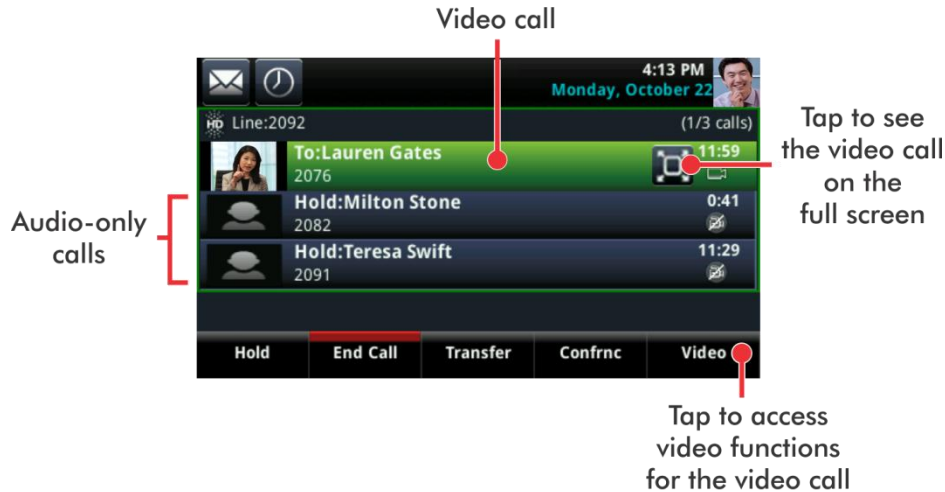 Video call
4:13 PM
Monday, October 22
HD Line:2092 (1/3 calls)
To:Lauren Gates 11:59
2076
Hold:Milton Stone 0:41
2082
Hold:Teresa Swift 11:29
2091
Hold End Call Transfer Confrnc Video
Audio-only
calls
Tap to see
the video call
on the
full screen
Tap to access
video functions
for the video call